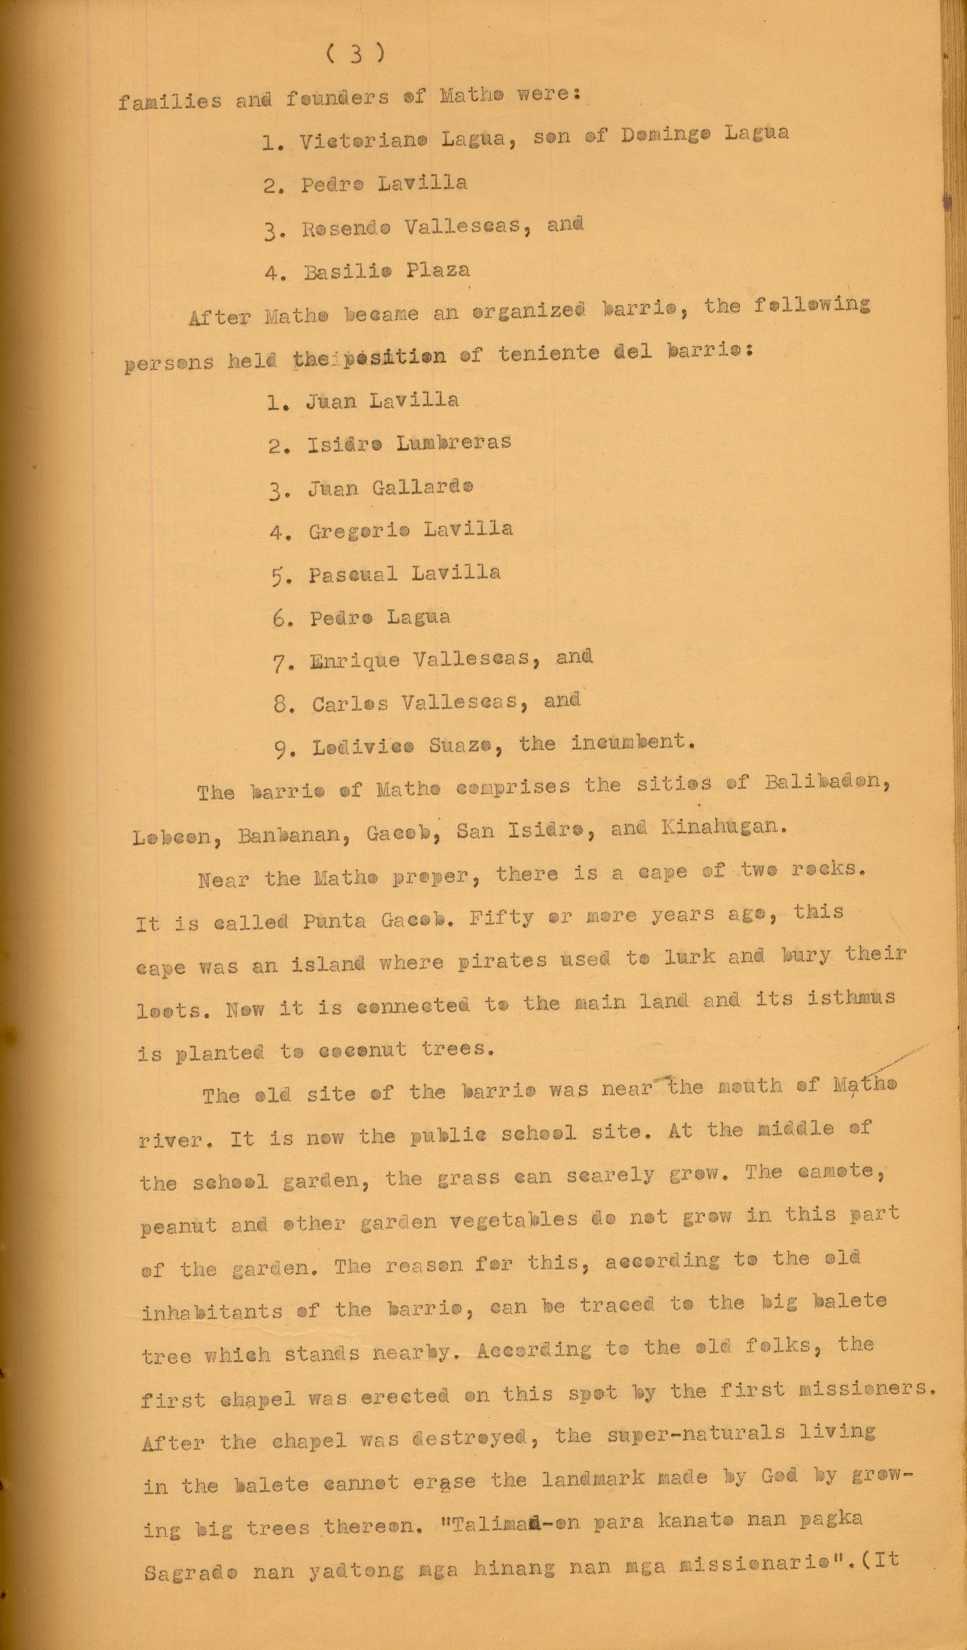 ( 3 )
families and founders of Matho were:
1. Victoriano Lagua, son of Domingo Lagua
2. Pedro Lavilla
3. Rosendo Vallescas, and
4. Basilio Plaza
After Matho became an organized barrio, the following
persons held the position of teniente del barrio:
1. Juan Lavilla
2. Isidro Lumbreras
3. Juan Gallardo
4. Gregorio Lavilla
5. Pascual Lavilla
6. Pedro Lagua
7. Enrique Vallescas, and
8. Carlos Vallescas, and
9. Lodivico Suazo, the incumbent.
The barrio of Matho comprises the sitios of Balibadon,
Lobcon, Banbanan, Gacob, San Isidro, and Kinahugan.
Near the Matho proper, there is a cape of two rocks.
It is called Punta Gacob. Fifty or more years ago, this
cape was an island where pirates used to lurk and bury their
loots. Now it is connected to the main land and its isthmus
is planted to coconut trees.
The old site of the barrio was near the mouth of Matho
river. It is now the public school site. At the middle of
the school garden, the grass can scarely grow. The camote,
peanut and other garden vegetables do not grow in this part
of the garden. The reason for this, according to the old
inhabitants of the barrio, can be traced to the big balete
tree which stands nearby. According to the old folks, the
first chapel was erected on this spot by the first missioners.
After the chapel was destroyed, the super-naturals living
in the balete cannot erase the landmark made by God by grow-
ing big trees thereon. "Talimad-on para kanato nan pagka
Sagrado nan yadtong mga hinang nan mga missionario".(It